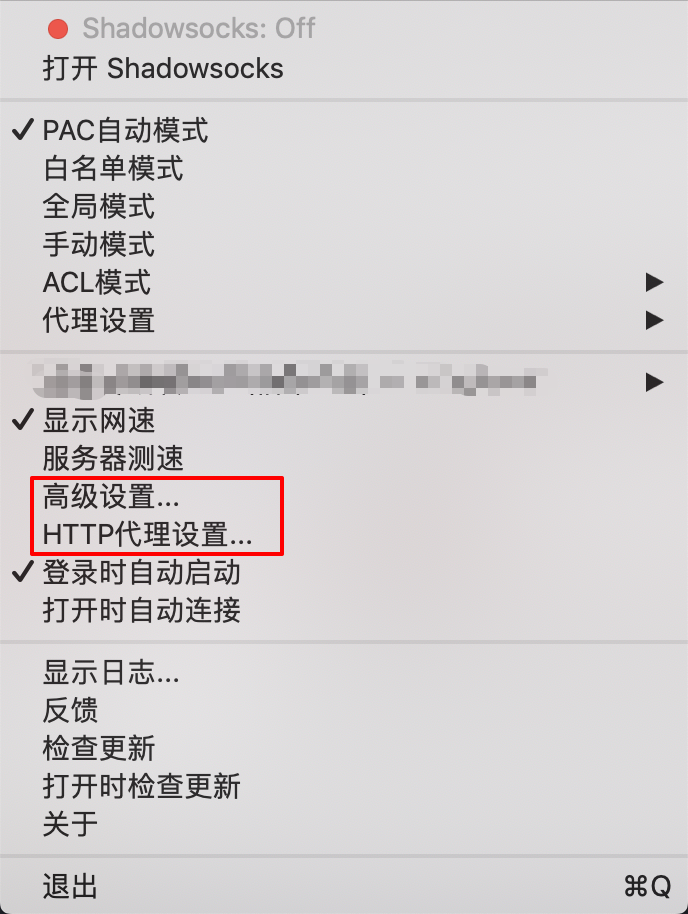 Shadowsocks: Off
打开 Shadowsocks
PAC自动模式
白名单模式
全局模式
手动模式
ACL模式
代理设置
显示网速
服务器测速
高级设置...
HTTP代理设置...
登录时自动启动
打开时自动连接
显示日志...
反馈
检查更新
打开时检查更新
关于
退出 ⌘Q